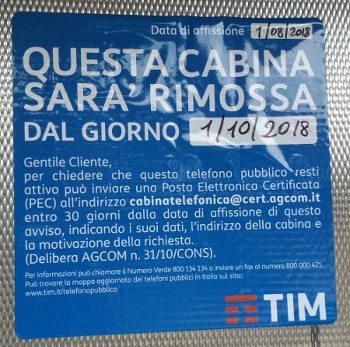 Data di affissione 1/08/2018
QUESTA CABINA
SARA' RIMOSSA
DAL GIORNO 1/10/2018
Gentile Cliente,
per chiedere che questo telefono pubblico resti
attivo può inviare una Posta Elettronica Certificata
(PEC) all'indirizzo cabinatelefonica@cert.agcom.it
entro 30 giorni dalla data di affissione di questo
avviso, indicando i suoi dati, l'indirizzo della cabina e
la motivazione della richiesta.
(Delibera AGCOM n. 31/10/CONS).
Per informazioni può chiamare il Numero Verde 800 134 134 o inviare un fax al numero 800 000 421.
Può trovare la mappa aggiornata dei telefoni pubblici in Italia sul sito:
www.tim.it/telefonopubblico
TIM